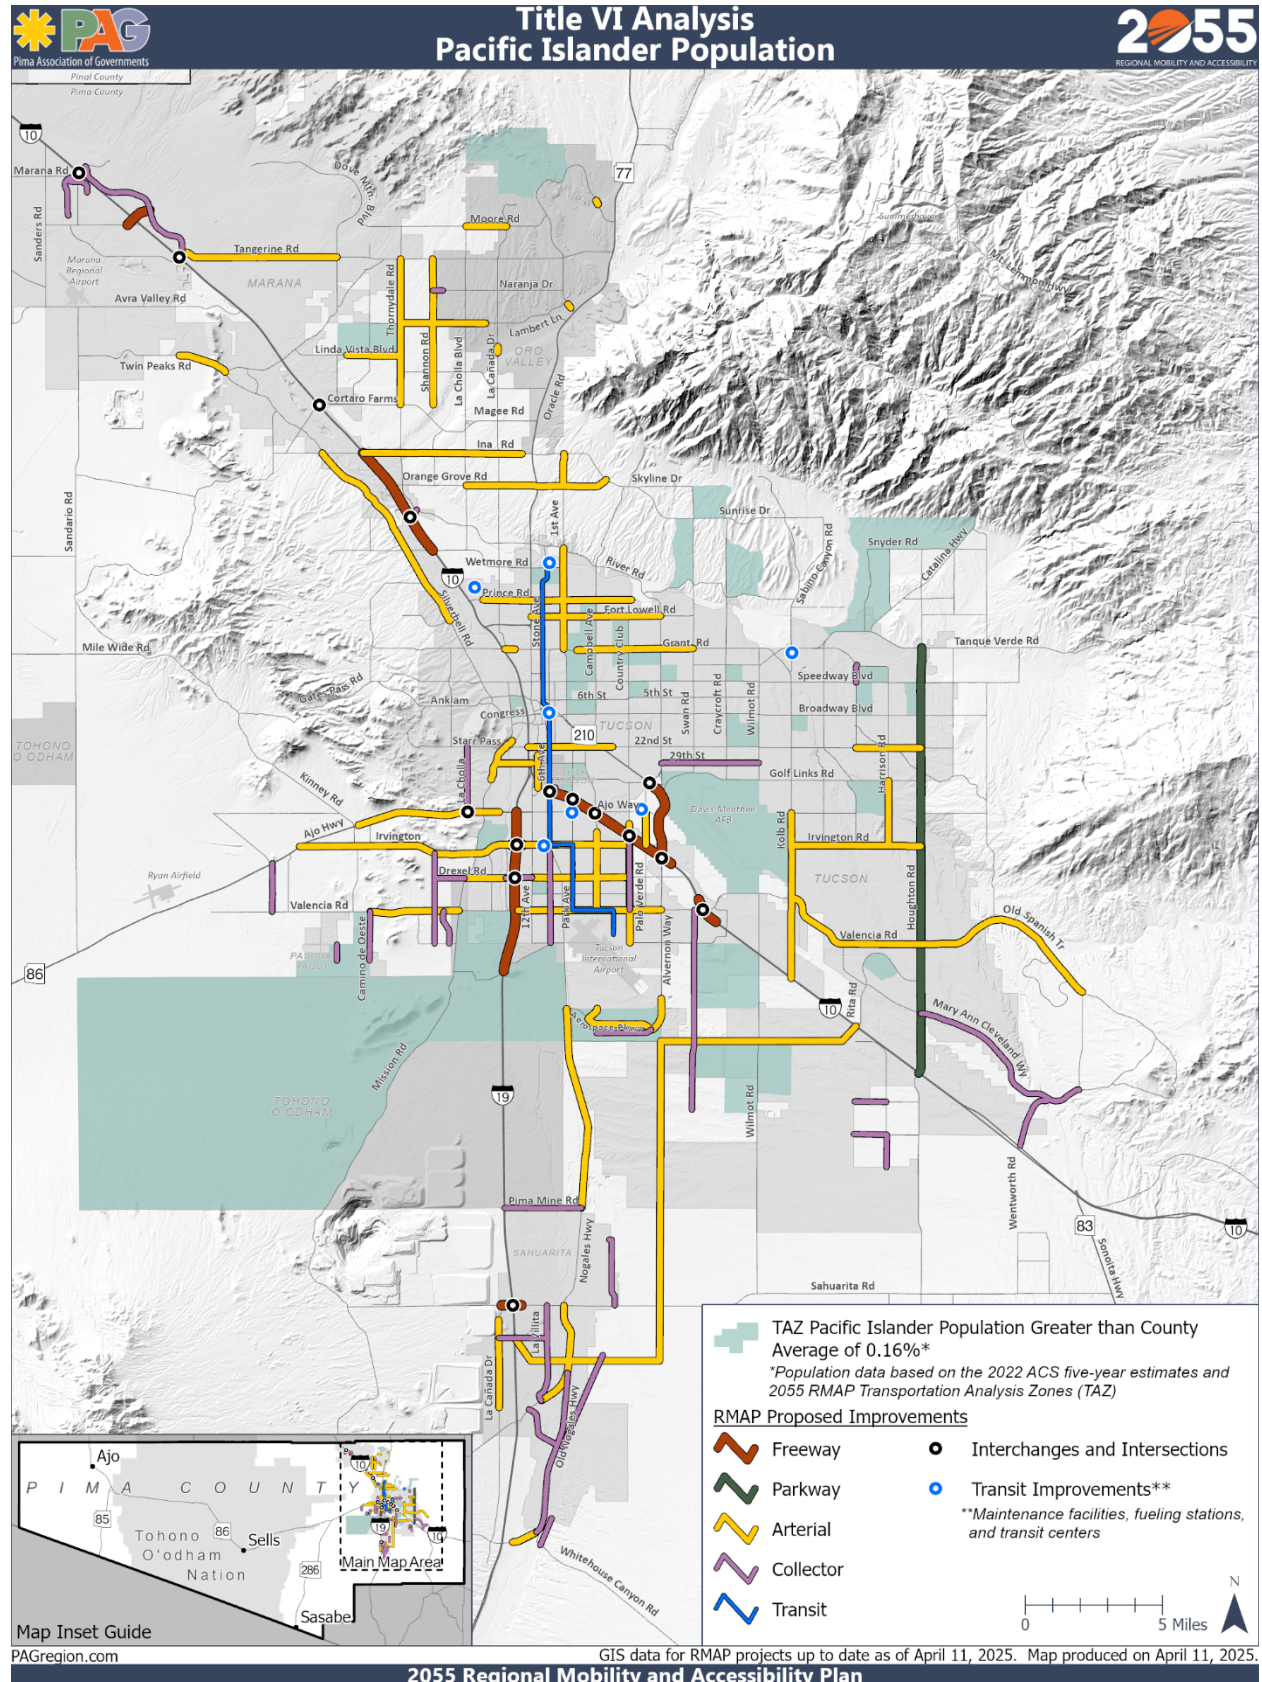 PAG
Pima Association of Governments
Title VI Analysis
Pacific Islander Population
2055
REGIONAL MOBILITY AND ACCESSIBILITY
Pinal County
Pima County
10
77
Marana Rd
Dove Mtn. Blvd
Sanders Rd
Moore Rd
Summerhaven
Mt Lemmon Hwy
Tangerine Rd
Marana
Regional
Airport
MARANA
Thornydale Rd
Naranja Dr
Avra Valley Rd
Lambert Ln
Linda Vista Blvd
Shannon Rd
La Cholla Blvd
La Cañada Dr
ORO
VALLEY
Twin Peaks Rd
Oracle Rd
Cortaro Farms
Magee Rd
Ina Rd
Orange Grove Rd
Skyline Dr
Sandario Rd
1st Ave
Sunrise Dr
Snyder Rd
Catalina Hwy
Sabino Canyon Rd
Wetmore Rd
River Rd
10
Prince Rd
Silverbell Rd
Stone Ave
Fort Lowell Rd
Campbell Ave
Country Club
Grant Rd
Tanque Verde Rd
Mile Wide Rd
Speedway Blvd
Gates Pass Rd
Anklam
6th St
5th St
Swan Rd
Craycroft Rd
Wilmot Rd
Congress
Broadway Blvd
210
TUCSON
Starr Pass
22nd St
29th St
TOHONO
O ODHAM
La Cholla
6th Ave
Golf Links Rd
Harrison Rd
Kinney Rd
Ajo Way
Davis-Monthan
AFB
Ajo Hwy
Irvington
Kolb Rd
Irvington Rd
Ryan Airfield
Drexel Rd
TUCSON
Houghton Rd
Valencia Rd
12th Ave
Park Ave
Palo Verde Rd
Old Spanish Tr
Valencia Rd
Camino de Oeste
PASCUA
YAQUI
Tucson
International
Airport
Alvernon Way
86
Rita Rd
10
Mary Ann Cleveland Wy
Aerospace Pkwy
Mission Rd
19
TOHONO
O ODHAM
Wilmot Rd
Wentworth Rd
Pima Mine Rd
83
10
SAHUARITA
Nogales Hwy
Sonoita Hwy
Sahuarita Rd
La Villita
La Cañada Dr
Old Nogales Hwy
Whitehouse Canyon Rd
TAZ Pacific Islander Population Greater than County
Average of 0.16%*
*Population data based on the 2022 ACS five-year estimates and
2055 RMAP Transportation Analysis Zones (TAZ)
RMAP Proposed Improvements
Freeway
Interchanges and Intersections
Parkway
Transit Improvements**
Arterial
**Maintenance facilities, fueling stations,
and transit centers
Collector
Transit
N
0
5 Miles
Ajo
10
PIMA COUNTY
85
86
Tohono
O'odham
Nation
Sells
19
10
286
Main Map Area
Sasabe
Map Inset Guide
PAGregion.com
GIS data for RMAP projects up to date as of April 11, 2025. Map produced on April 11, 2025.
2055 Regional Mobility and Accessibility Plan